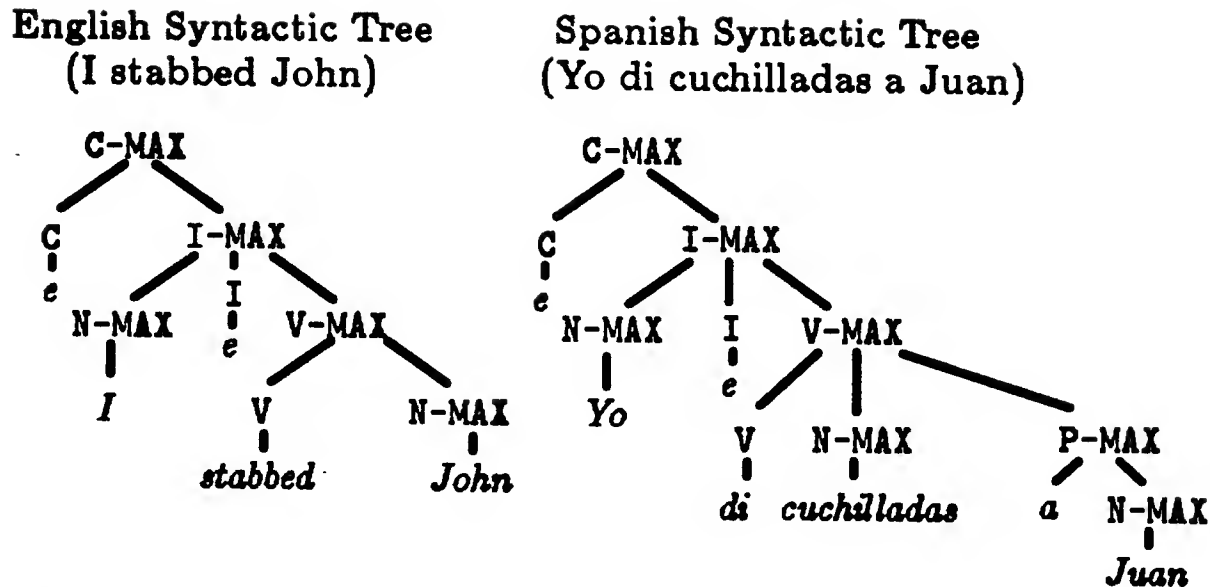 English Syntactic Tree
(I stabbed John)
C-MAX
C
I-MAX
e
N-MAX
I
V-MAX
e
I
V
N-MAX
stabbed
John
Spanish Syntactic Tree
(Yo di cuchilladas a Juan)
C-MAX
C
I-MAX
e
N-MAX
I
V-MAX
e
Yo
V
N-MAX
P-MAX
di
cuchilladas
a
N-MAX
Juan